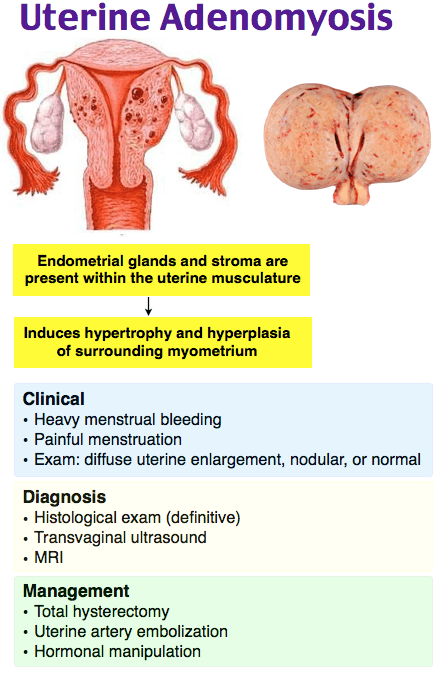 Uterine Adenomyosis
Endometrial glands and stroma are
present within the uterine musculature
Induces hypertrophy and hyperplasia
of surrounding myometrium
Clinical
• Heavy menstrual bleeding
• Painful menstruation
• Exam: diffuse uterine enlargement, nodular, or normal
Diagnosis
• Histological exam (definitive)
• Transvaginal ultrasound
• MRI
Management
• Total hysterectomy
• Uterine artery embolization
• Hormonal manipulation